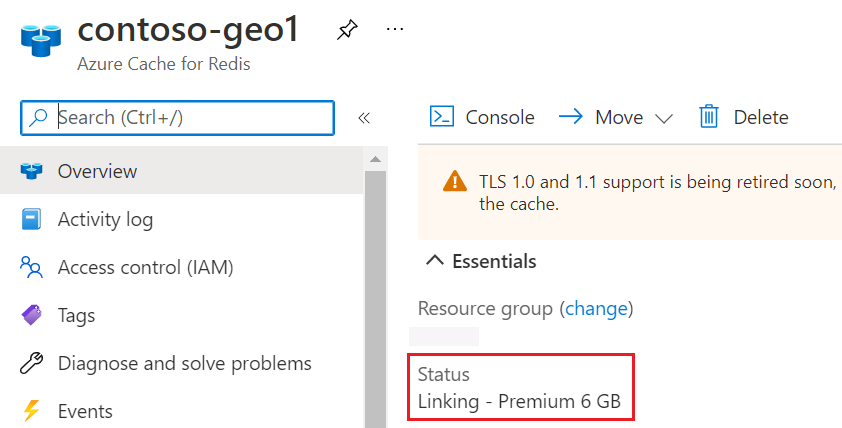 contoso-geo1
...
Azure Cache for Redis
Search (Ctrl+/)
«
Overview
Activity log
Access control (IAM)
Tags
Diagnose and solve problems
Events
Console
Move
Delete
TLS 1.0 and 1.1 support is being retired soon,
the cache.
Essentials
Resource group (change)
Status
Linking - Premium 6 GB